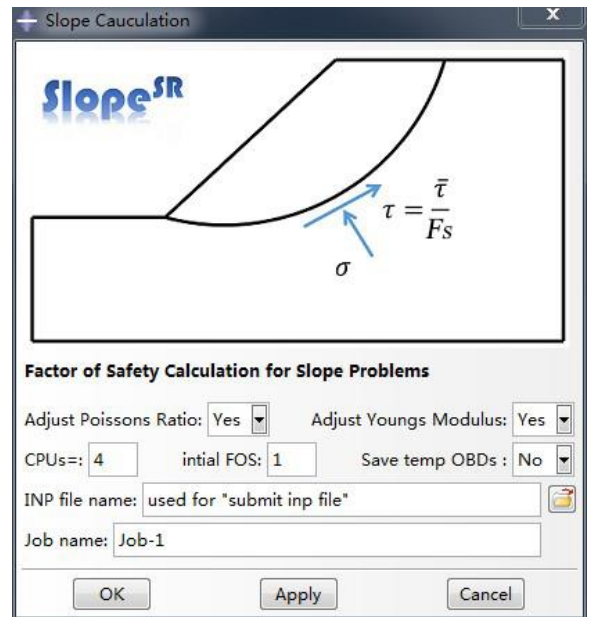 Slope Cauculation
x
Slope^SR
τ = τ̄ / Fs
σ
Factor of Safety Calculation for Slope Problems
Adjust Poissons Ratio: Yes Adjust Youngs Modulus: Yes
CPUs=: 4 intial FOS: 1 Save temp OBDs : No
INP file name: used for "submit inp file"
Job name: Job-1
OK Apply Cancel